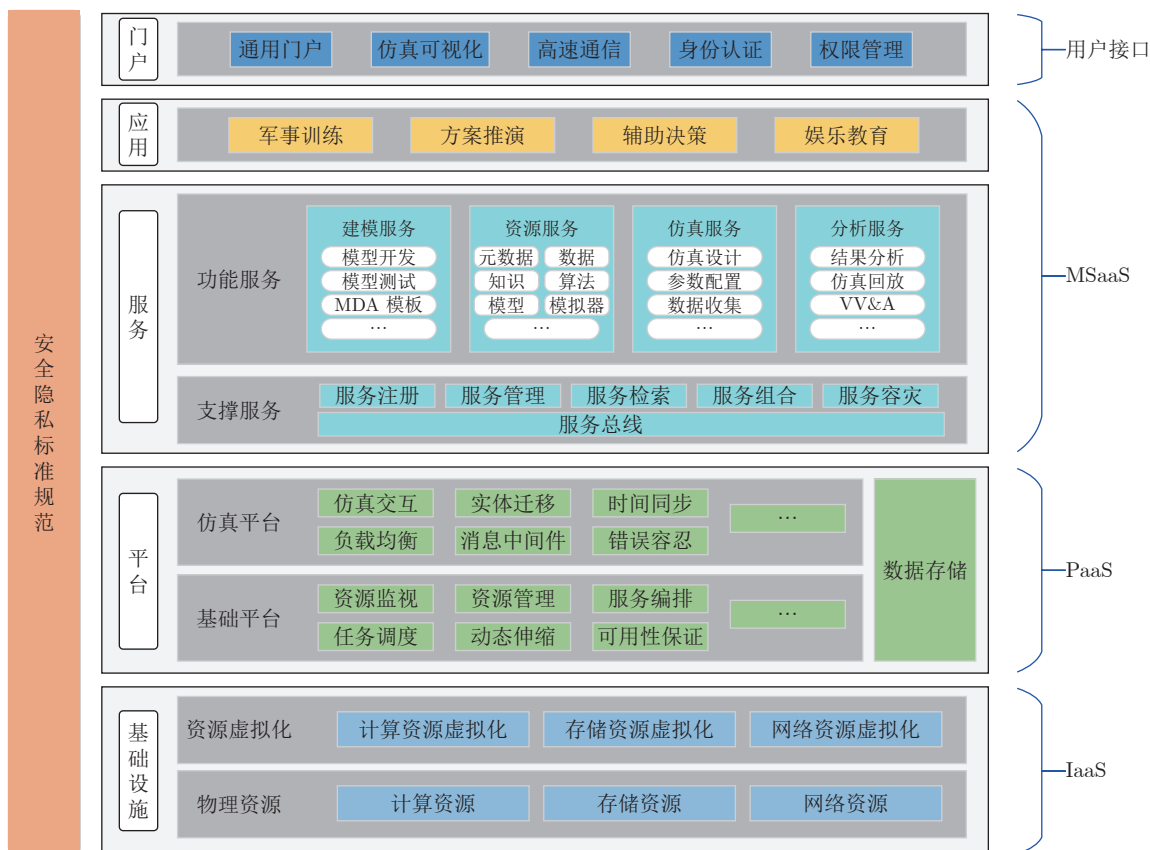 安全隐私标准规范
门户
通用门户 仿真可视化 高速通信 身份认证 权限管理
用户接口
应用
军事训练 方案推演 辅助决策 娱乐教育
服务
功能服务
建模服务
模型开发
模型测试
MDA 模板
…
资源服务
元数据 数据
知识 算法
模型 模拟器
…
仿真服务
仿真设计
参数配置
数据收集
…
分析服务
结果分析
仿真回放
VV&A
…
支撑服务
服务注册 服务管理 服务检索 服务组合 服务容灾
服务总线
MSaaS
平台
仿真平台
仿真交互 实体迁移 时间同步
…
负载均衡 消息中间件 错误容忍
基础平台
资源监视 资源管理 服务编排
…
任务调度 动态伸缩 可用性保证
数据存储
PaaS
基础设施
资源虚拟化
计算资源虚拟化 存储资源虚拟化 网络资源虚拟化
物理资源
计算资源 存储资源 网络资源
IaaS